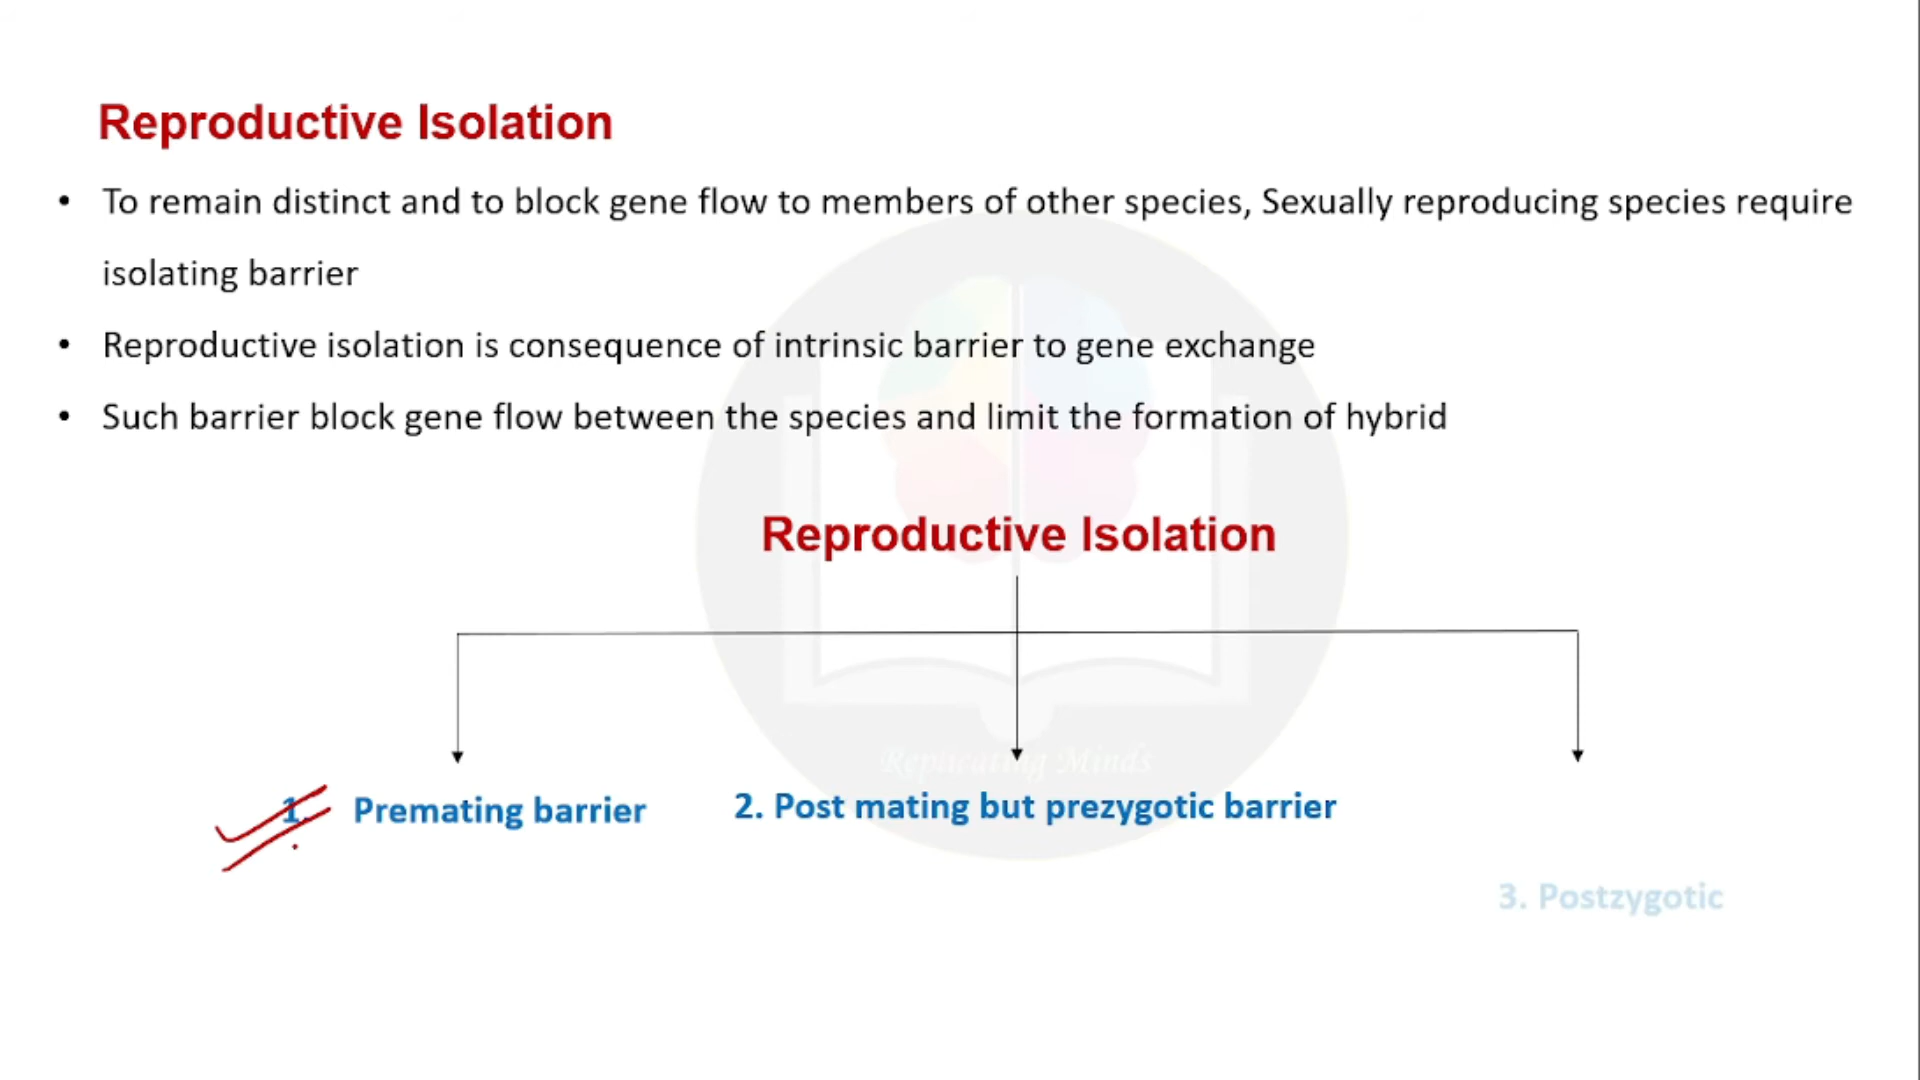 Reproductive Isolation
• To remain distinct and to block gene flow to members of other species, Sexually reproducing species require
isolating barrier
• Reproductive isolation is consequence of intrinsic barrier to gene exchange
• Such barrier block gene flow between the species and limit the formation of hybrid
Reproductive Isolation
Replicating Minds
1. Premating barrier
2. Post mating but prezygotic barrier
3. Postzygotic